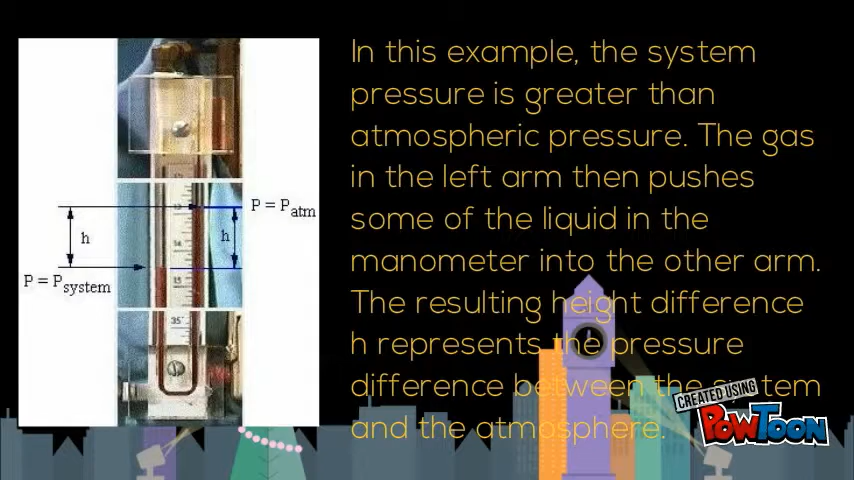 In this example, the system
pressure is greater than
atmospheric pressure. The gas
in the left arm then pushes
some of the liquid in the
manometer into the other arm.
The resulting height difference
h represents the pressure
difference between the system
and the atmosphere.
P = Patm
h
h
P = Psystem
CREATED USING
POWTOON